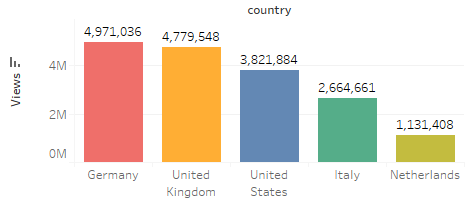 country
4,971,036
4,779,548
3,821,884
2,664,661
1,131,408
Views
4M
2M
0M
Germany
United
Kingdom
United
States
Italy
Netherlands